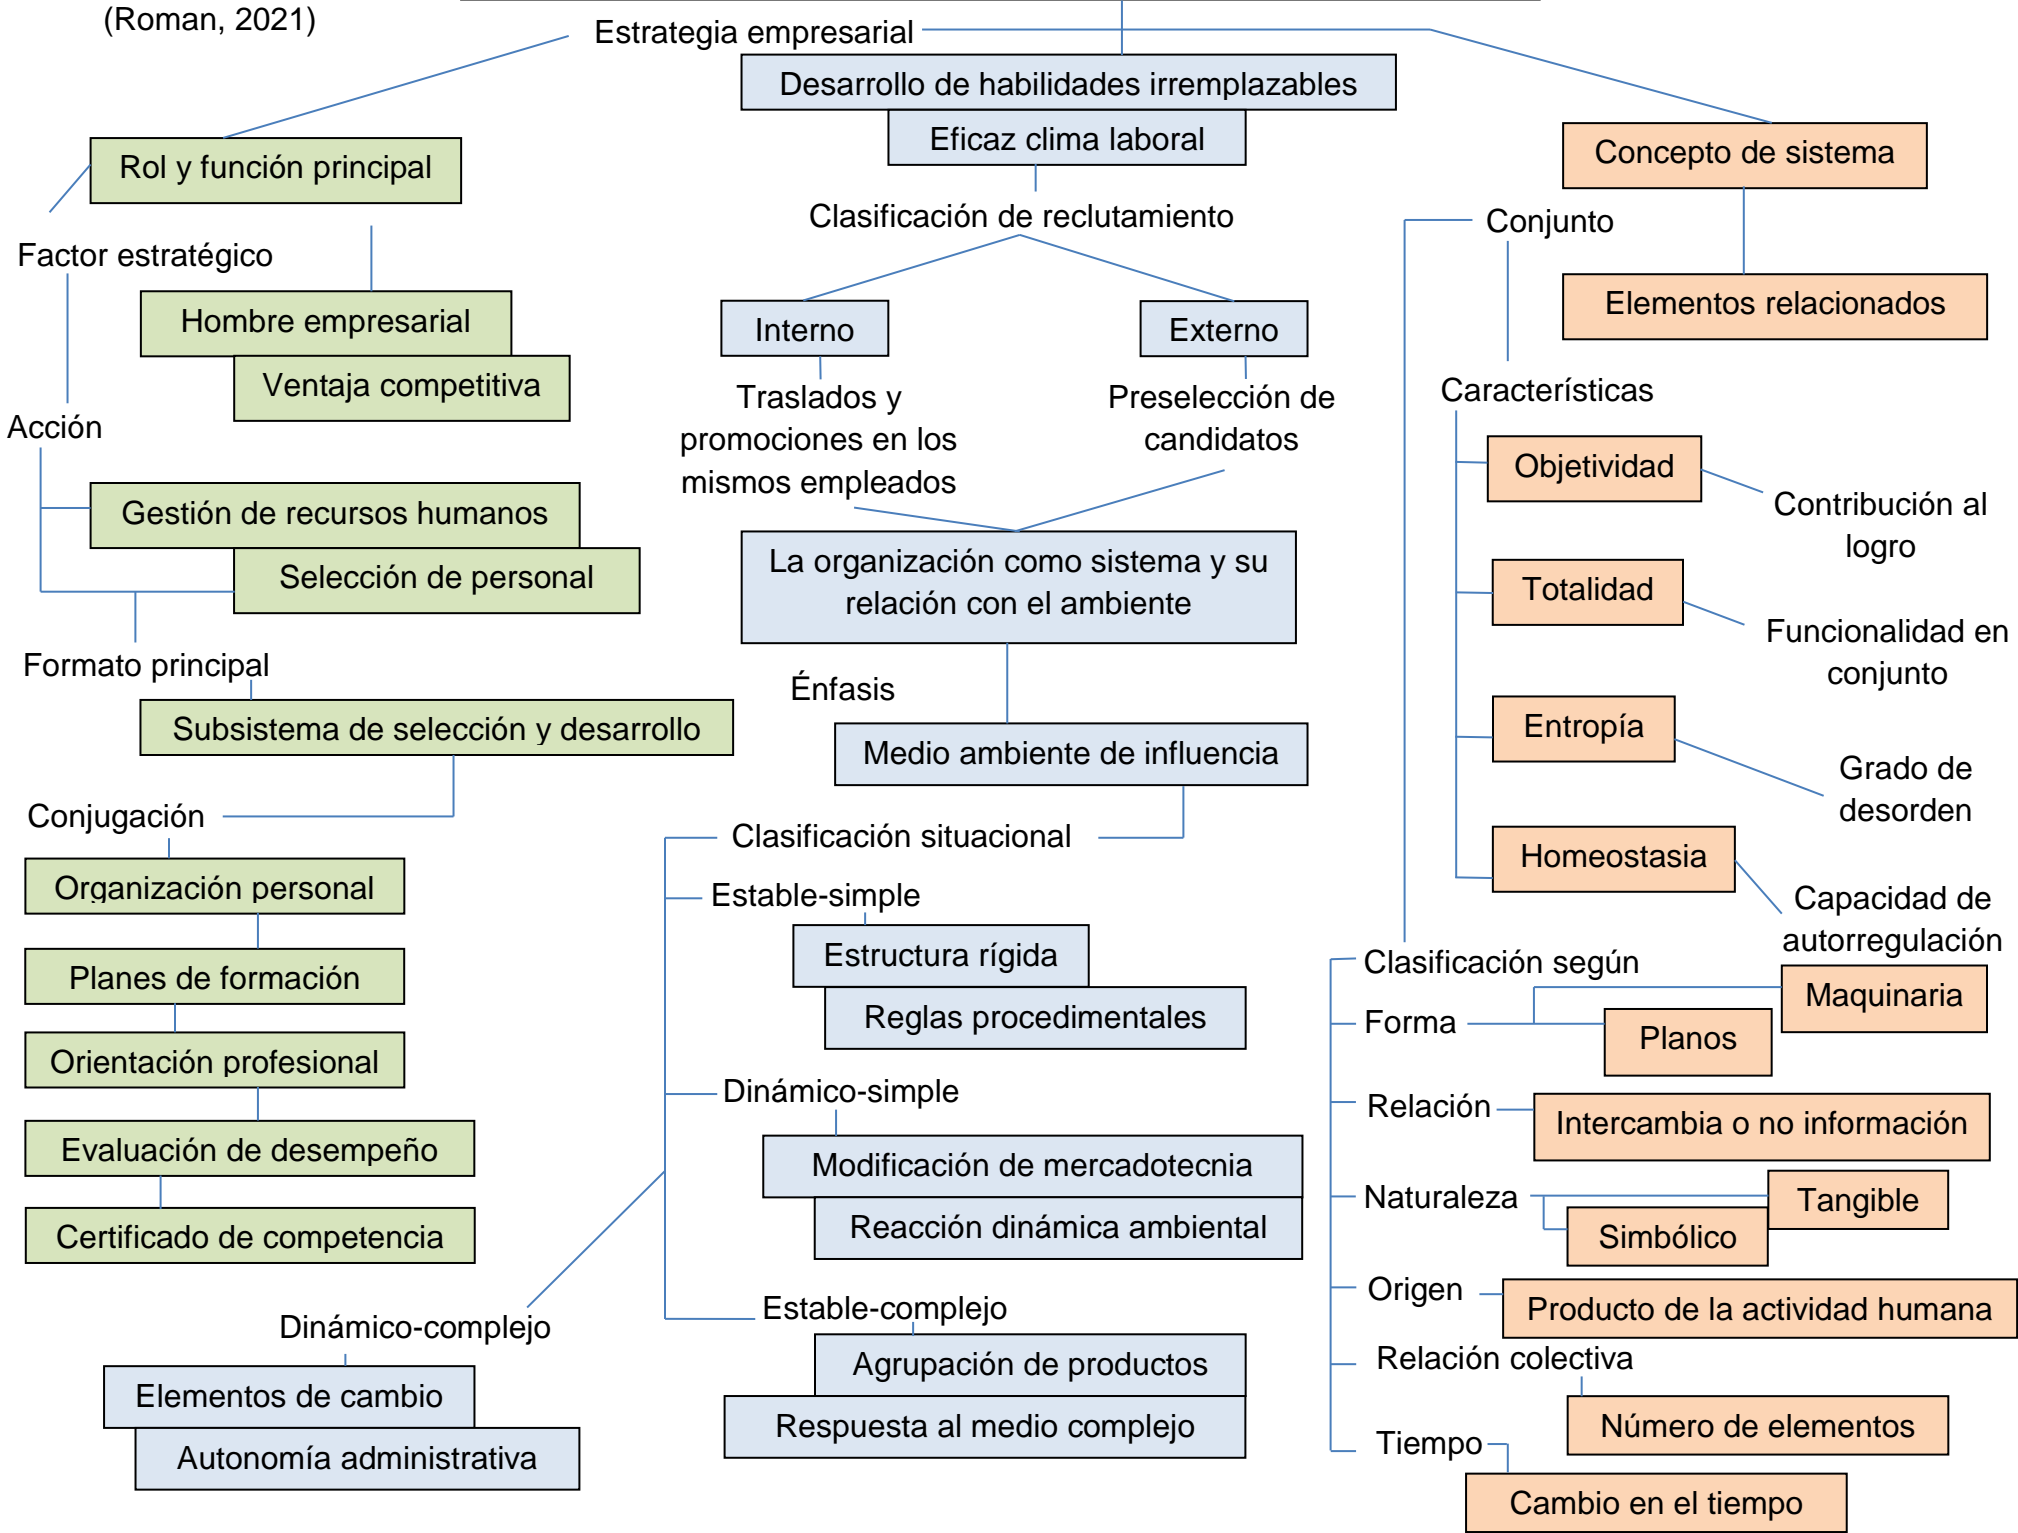 (Roman, 2021)
Estrategia empresarial
Desarrollo de habilidades irremplazables
Eficaz clima laboral
Rol y función principal
Factor estratégico
Hombre empresarial
Ventaja competitiva
Acción
Gestión de recursos humanos
Selección de personal
Formato principal
Subsistema de selección y desarrollo
Conjugación
Organización personal
Planes de formación
Orientación profesional
Evaluación de desempeño
Certificado de competencia
Clasificación de reclutamiento
Interno
Traslados y
promociones en los
mismos empleados
Externo
Preselección de
candidatos
La organización como sistema y su
relación con el ambiente
Énfasis
Medio ambiente de influencia
Clasificación situacional
Estable-simple
Estructura rígida
Reglas procedimentales
Dinámico-simple
Modificación de mercadotecnia
Reacción dinámica ambiental
Estable-complejo
Agrupación de productos
Respuesta al medio complejo
Dinámico-complejo
Elementos de cambio
Autonomía administrativa
Concepto de sistema
Conjunto
Elementos relacionados
Características
Objetividad
Contribución al
logro
Totalidad
Funcionalidad en
conjunto
Entropía
Grado de
desorden
Homeostasia
Capacidad de
autorregulación
Clasificación según
Forma
Maquinaria
Planos
Relación
Intercambia o no información
Naturaleza
Tangible
Simbólico
Origen
Producto de la actividad humana
Relación colectiva
Número de elementos
Tiempo
Cambio en el tiempo